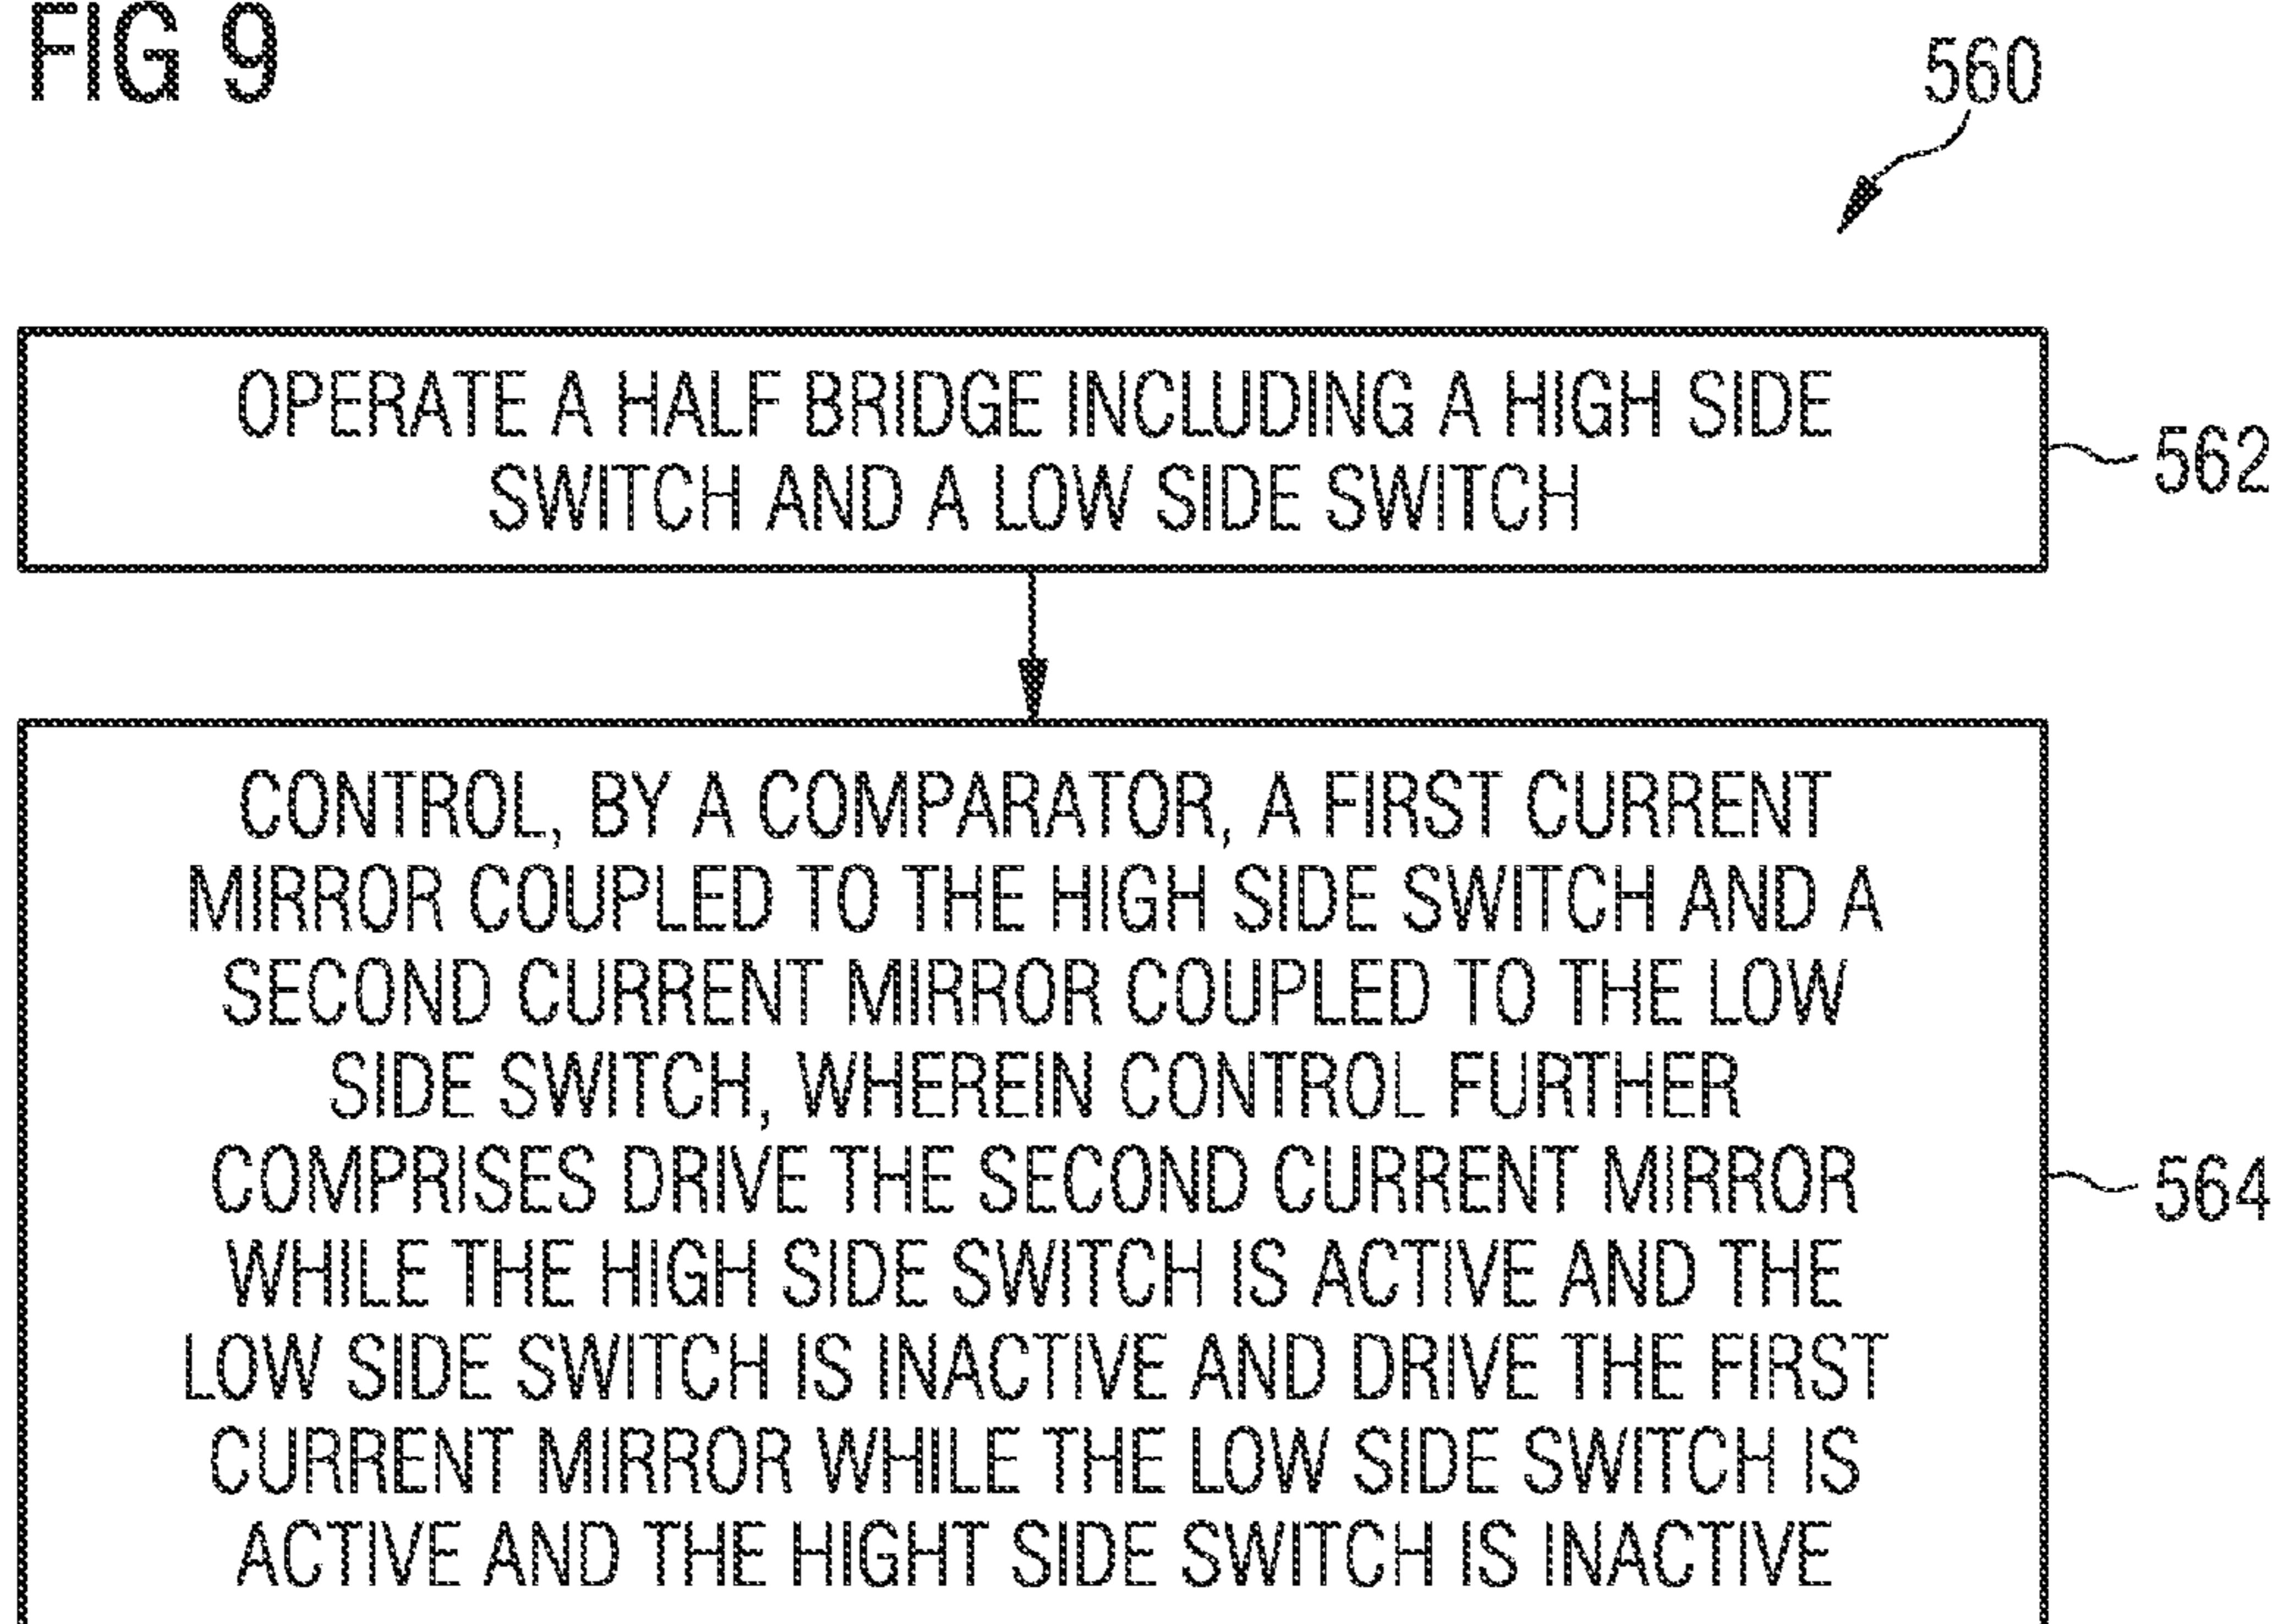 FIG 9
560
OPERATE A HALF BRIDGE INCLUDING A HIGH SIDE
SWITCH AND A LOW SIDE SWITCH
562
CONTROL, BY A COMPARATOR, A FIRST CURRENT
MIRROR COUPLED TO THE HIGH SIDE SWITCH AND A
SECOND CURRENT MIRROR COUPLED TO THE LOW
SIDE SWITCH, WHEREIN CONTROL FURTHER
COMPRISES DRIVE THE SECOND CURRENT MIRROR
WHILE THE HIGH SIDE SWITCH IS ACTIVE AND THE
LOW SIDE SWITCH IS INACTIVE AND DRIVE THE FIRST
CURRENT MIRROR WHILE THE LOW SIDE SWITCH IS
ACTIVE AND THE HIGHT SIDE SWITCH IS INACTIVE
564